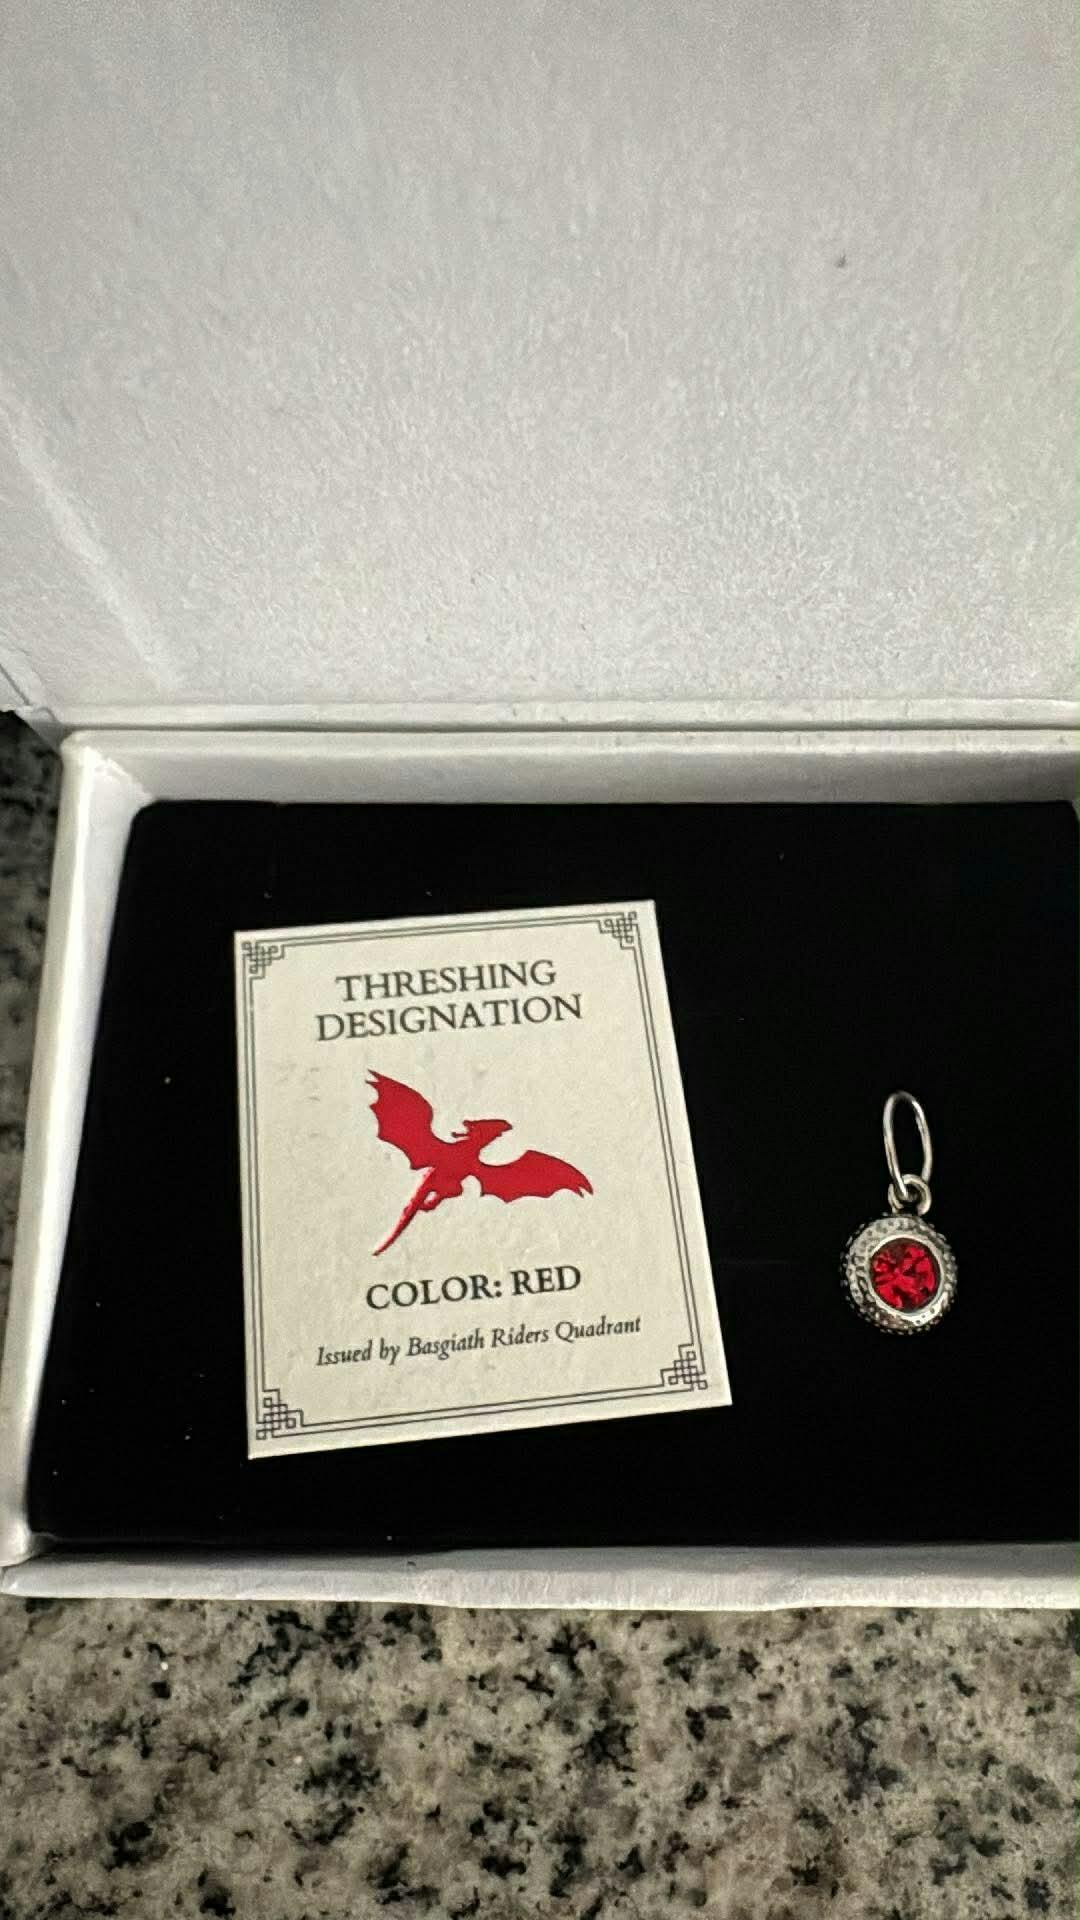 THRESHING
DESIGNATION
COLOR: RED
Issued by Basgiath Riders Quadrant